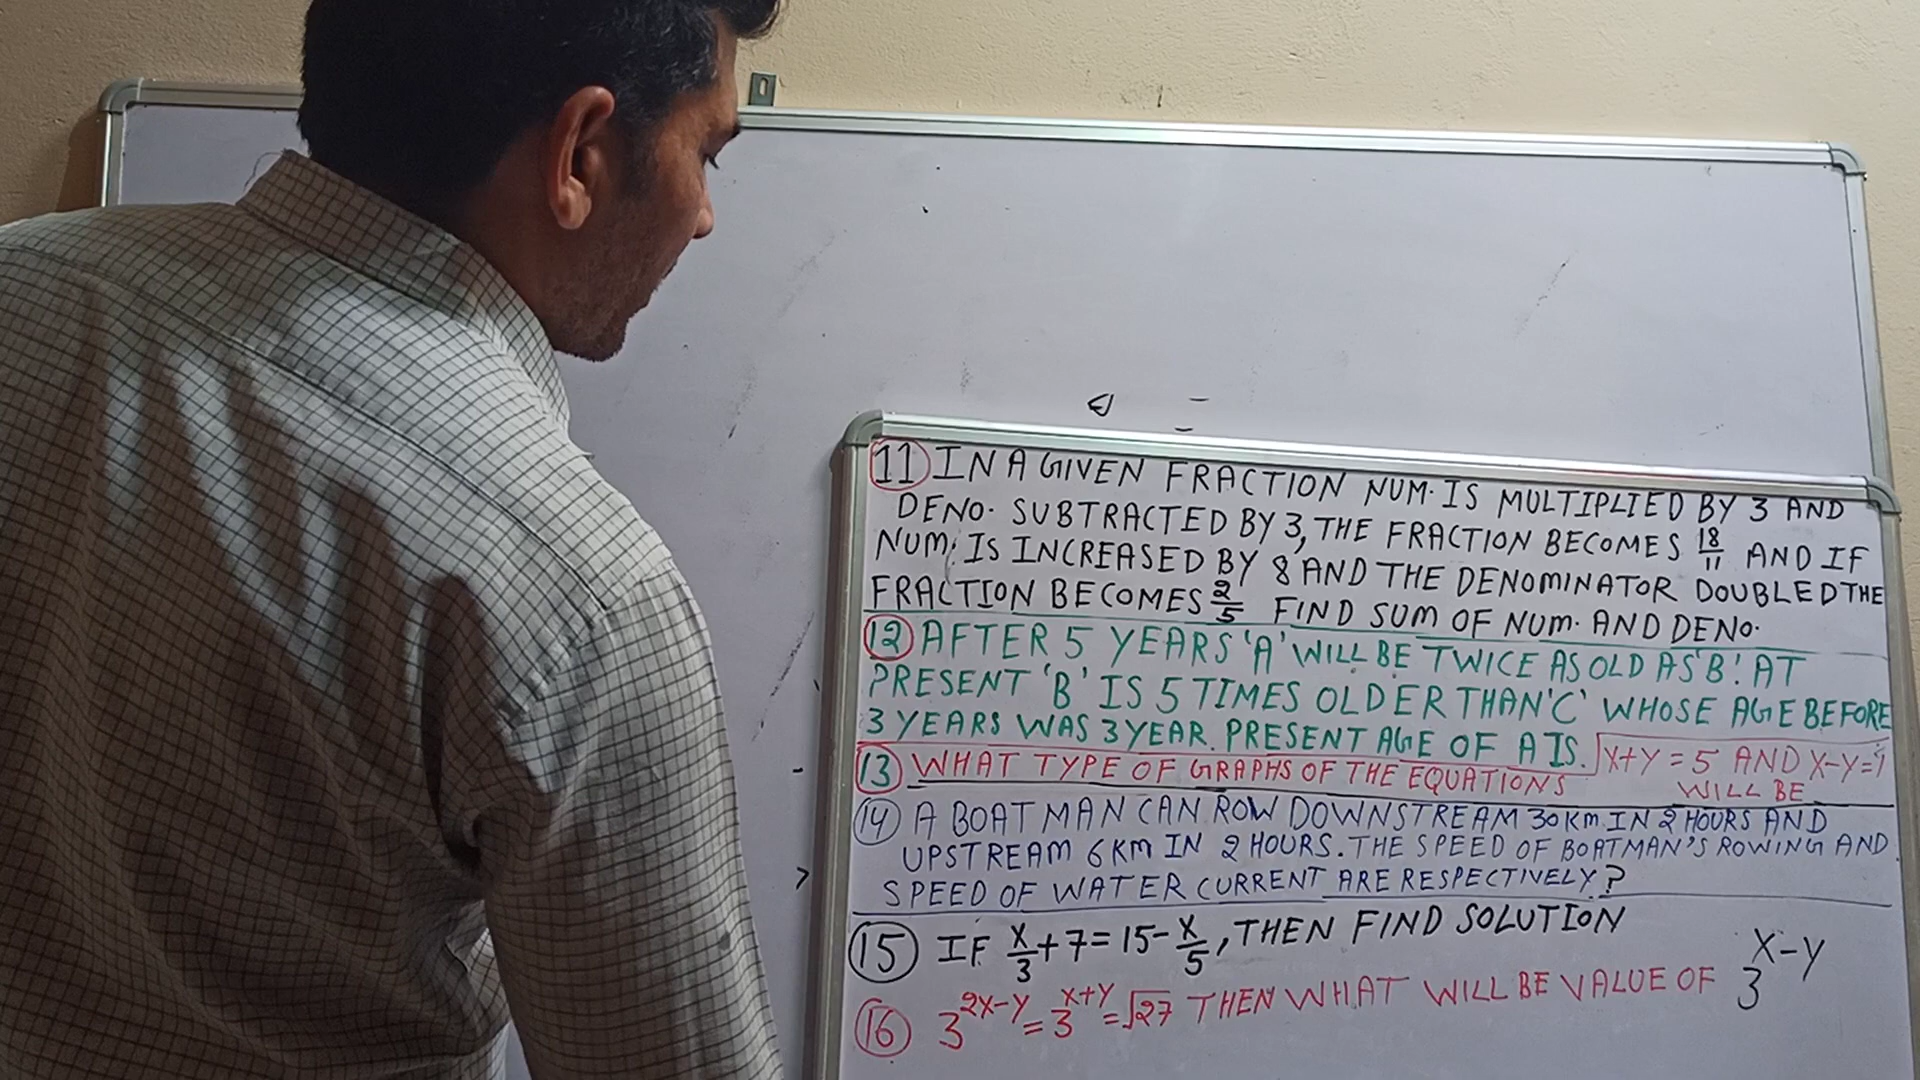 11 IN A GIVEN FRACTION NUM. IS MULTIPLIED BY 3 AND
DENO. SUBTRACTED BY 3, THE FRACTION BECOMES 18/11 AND IF
NUM. IS INCREASED BY 8 AND THE DENOMINATOR DOUBLED THE
FRACTION BECOMES 2/5 FIND SUM OF NUM. AND DENO.
12 AFTER 5 YEARS 'A' WILL BE TWICE AS OLD AS 'B'. AT
PRESENT 'B' IS 5 TIMES OLDER THAN 'C' WHOSE AGE BEFORE
3 YEARS WAS 3 YEAR. PRESENT AGE OF A IS.
13 WHAT TYPE OF GRAPHS OF THE EQUATIONS x+y=5 AND x-y=
WILL BE
14 A BOATMAN CAN ROW DOWNSTREAM 30 KM IN 2 HOURS AND
UPSTREAM 6 KM IN 2 HOURS. THE SPEED OF BOATMAN'S ROWING AND
SPEED OF WATER CURRENT ARE RESPECTIVELY?
15 IF x/3+7=15-x/5, THEN FIND SOLUTION
16 3^(2x-y)=3^(x+y)=√27 THEN WHAT WILL BE VALUE OF 3^(x-y)